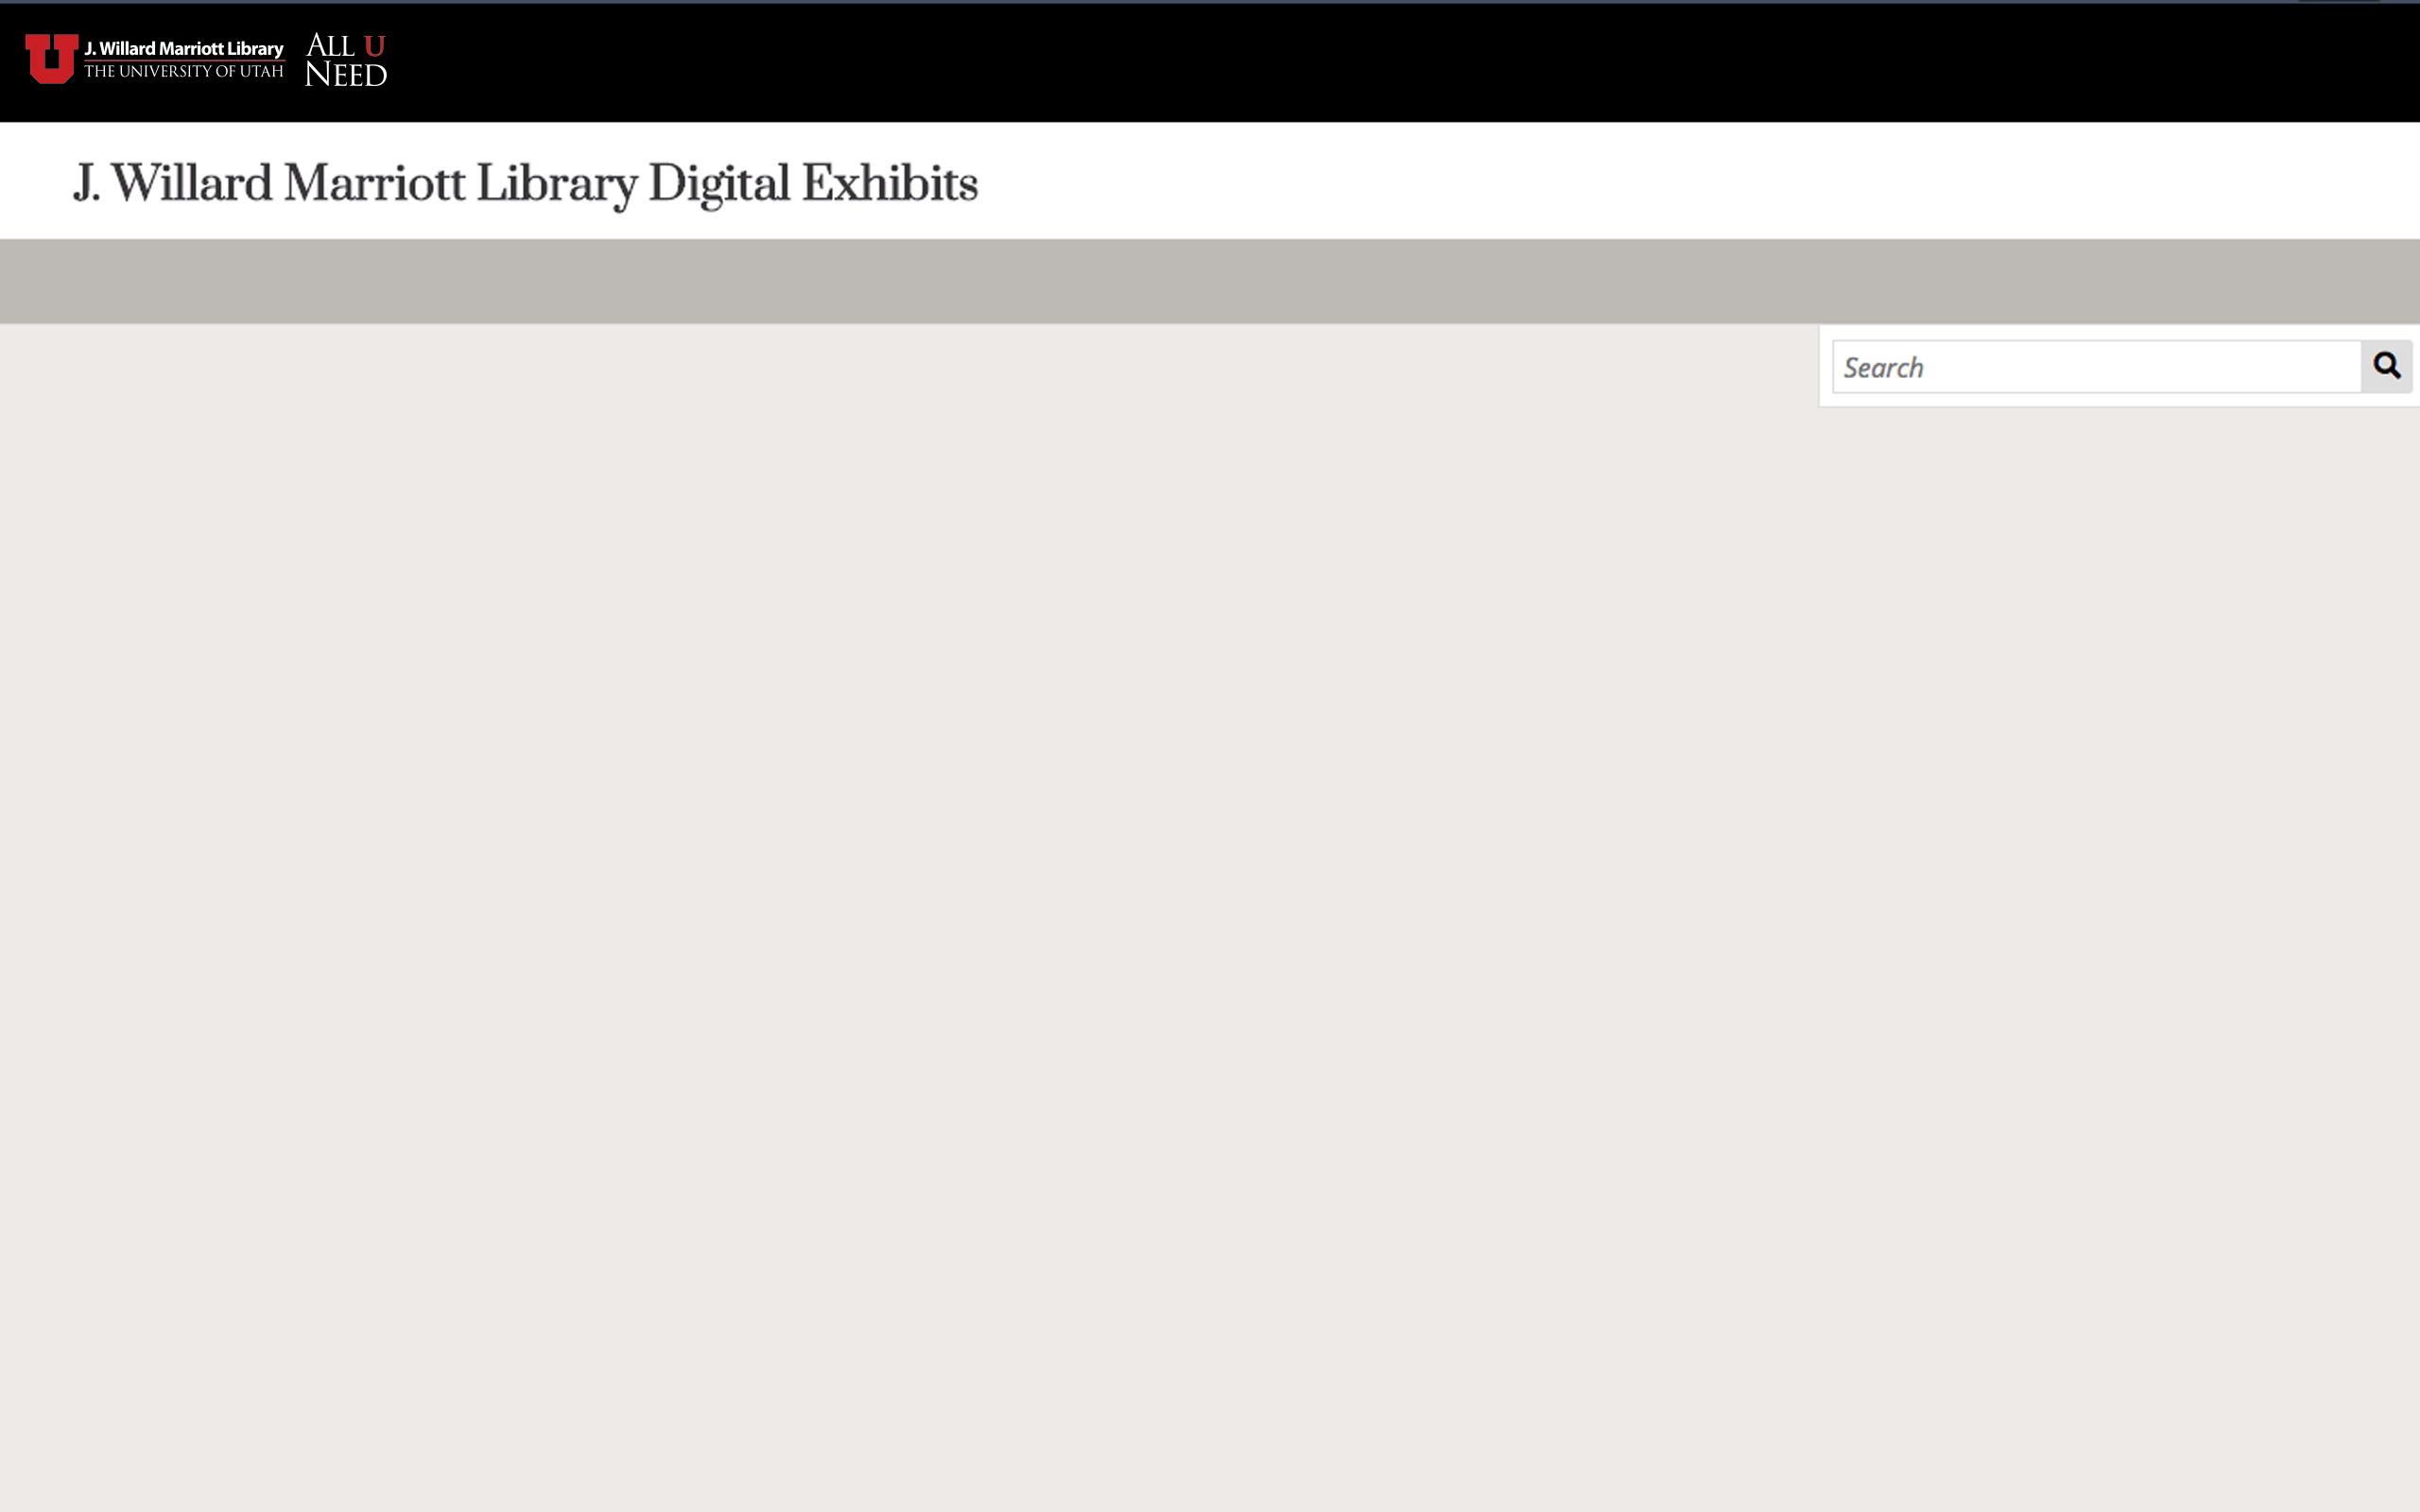 J. Willard Marriott Library
THE UNIVERSITY OF UTAH
ALL U
NEED
J. Willard Marriott Library Digital Exhibits
Search